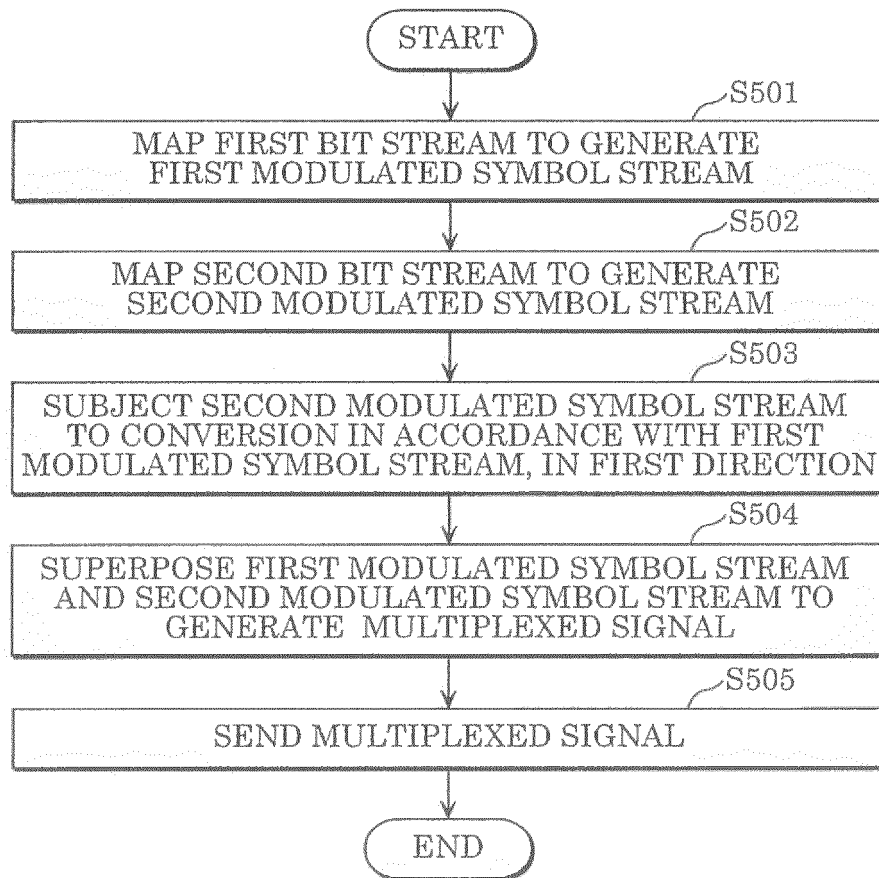 START
S501
MAP FIRST BIT STREAM TO GENERATE
FIRST MODULATED SYMBOL STREAM
S502
MAP SECOND BIT STREAM TO GENERATE
SECOND MODULATED SYMBOL STREAM
S503
SUBJECT SECOND MODULATED SYMBOL STREAM
TO CONVERSION IN ACCORDANCE WITH FIRST
MODULATED SYMBOL STREAM, IN FIRST DIRECTION
S504
SUPERPOSE FIRST MODULATED SYMBOL STREAM
AND SECOND MODULATED SYMBOL STREAM TO
GENERATE MULTIPLEXED SIGNAL
S505
SEND MULTIPLEXED SIGNAL
END